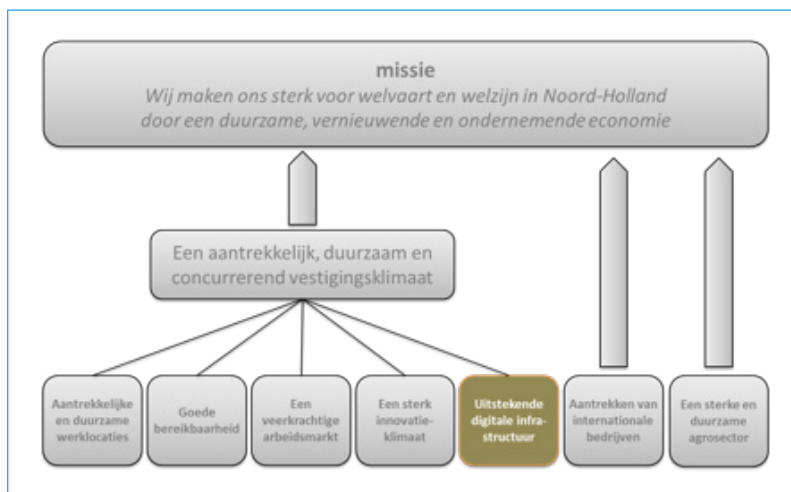 missie
Wij maken ons sterk voor welvaart en welzijn in Noord-Holland
door een duurzame, vernieuwende en ondernemende economie
Een aantrekkelijk, duurzaam en
concurrerend vestigingsklimaat
Aantrekkelijke
en duurzame
werklocaties
Goede
bereikbaarheid
Een
veerkrachtige
arbeidsmarkt
Een sterk
innovatie-
klimaat
Uitstekende
digitale infra-
structuur
Aantrekken van
internationale
bedrijven
Een sterke en
duurzame
agrosector